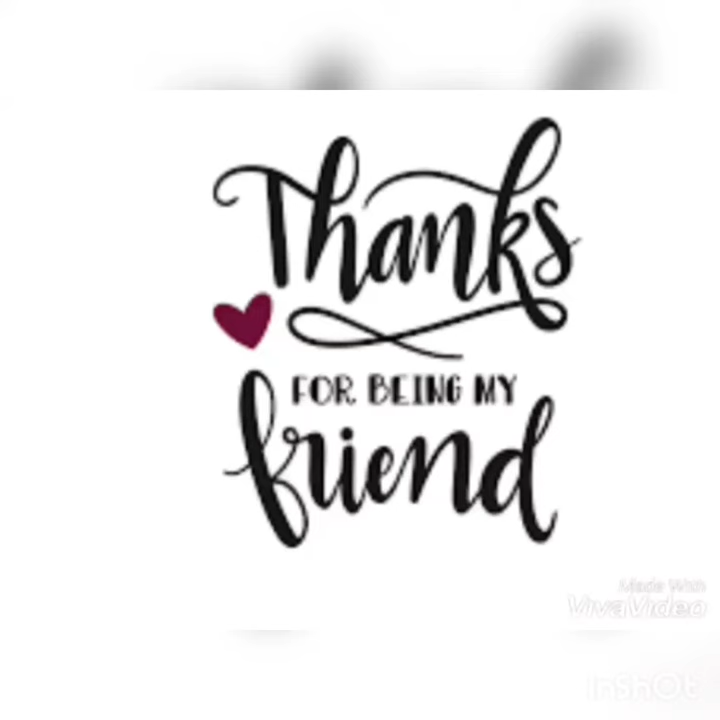 Thanks
FOR BEING MY
friend
Made With
VivaVideo
InShOt